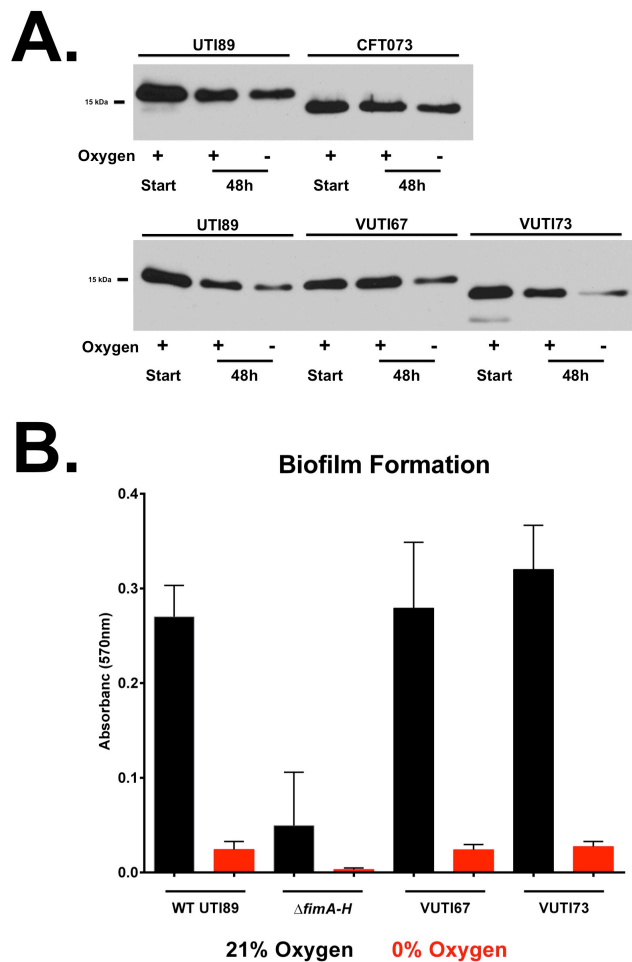 A.
UTI89 CFT073
15 kDa
Oxygen + + - + + -
Start 48h Start 48h
UTI89 VUTI67 VUTI73
15 kDa
Oxygen + + - + + - + + -
Start 48h Start 48h Start 48h
B.
Biofilm Formation
Absorbanc (570nm)
0.4
0.3
0.2
0.1
0.0
WT UTI89 ΔfimA-H VUTI67 VUTI73
21% Oxygen 0% Oxygen